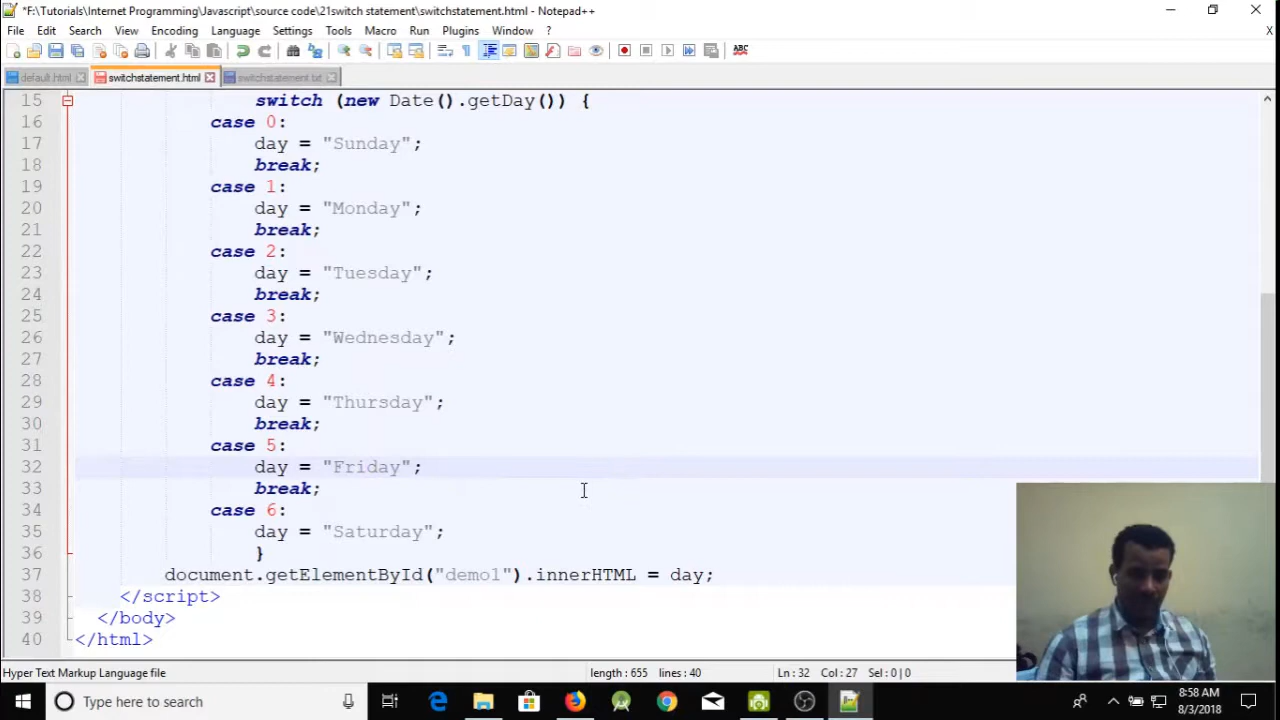 *F:\Tutorials\Internet Programming\Javascript\source code\21switch statement\switchstatement.html - Notepad++
File Edit Search View Encoding Language Settings Tools Macro Run Plugins Window ? X
default.html switchstatement.html switchstatement.txt
15 switch (new Date().getDay()) {
16 case 0:
17 day = "Sunday";
18 break;
19 case 1:
20 day = "Monday";
21 break;
22 case 2:
23 day = "Tuesday";
24 break;
25 case 3:
26 day = "Wednesday";
27 break;
28 case 4:
29 day = "Thursday";
30 break;
31 case 5:
32 day = "Friday";
33 break;
34 case 6:
35 day = "Saturday";
36 }
37 document.getElementById("demo1").innerHTML = day;
38 </script>
39 </body>
40 </html>
Hyper Text Markup Language file length : 655 lines : 40 Ln : 32 Col : 27 Sel : 0 | 0
Type here to search 8:58 AM
8/3/2018